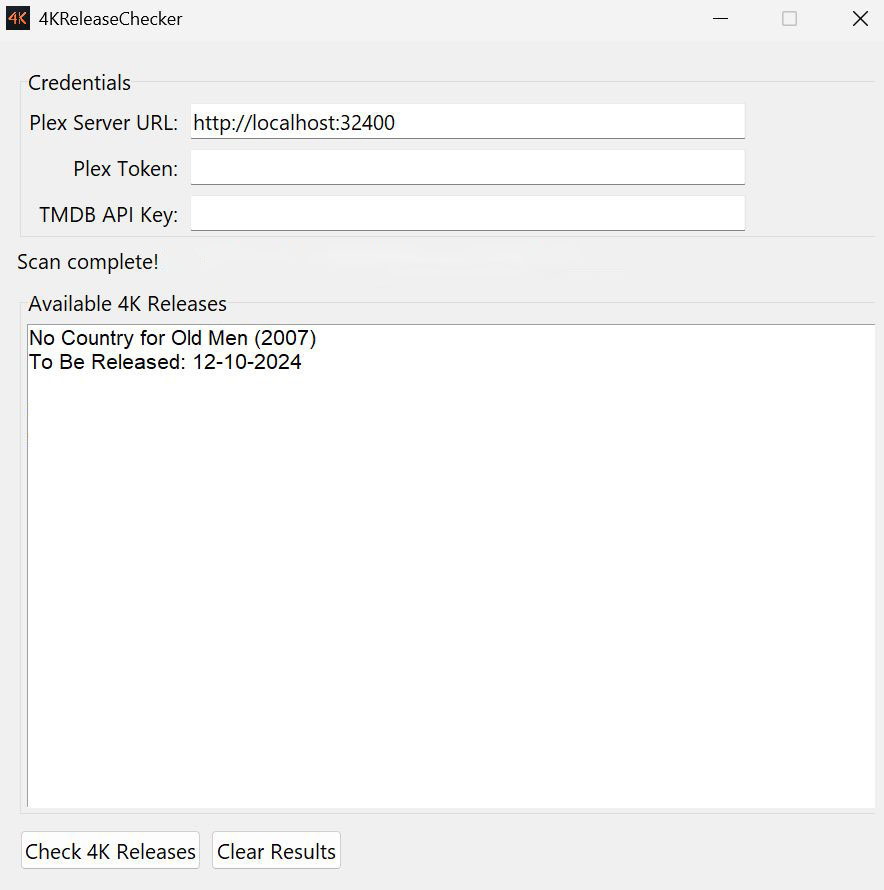 4K 4KReleaseChecker
Credentials
Plex Server URL: http://localhost:32400
Plex Token:
TMDB API Key:
Scan complete!
Available 4K Releases
No Country for Old Men (2007)
To Be Released: 12-10-2024
Check 4K Releases Clear Results